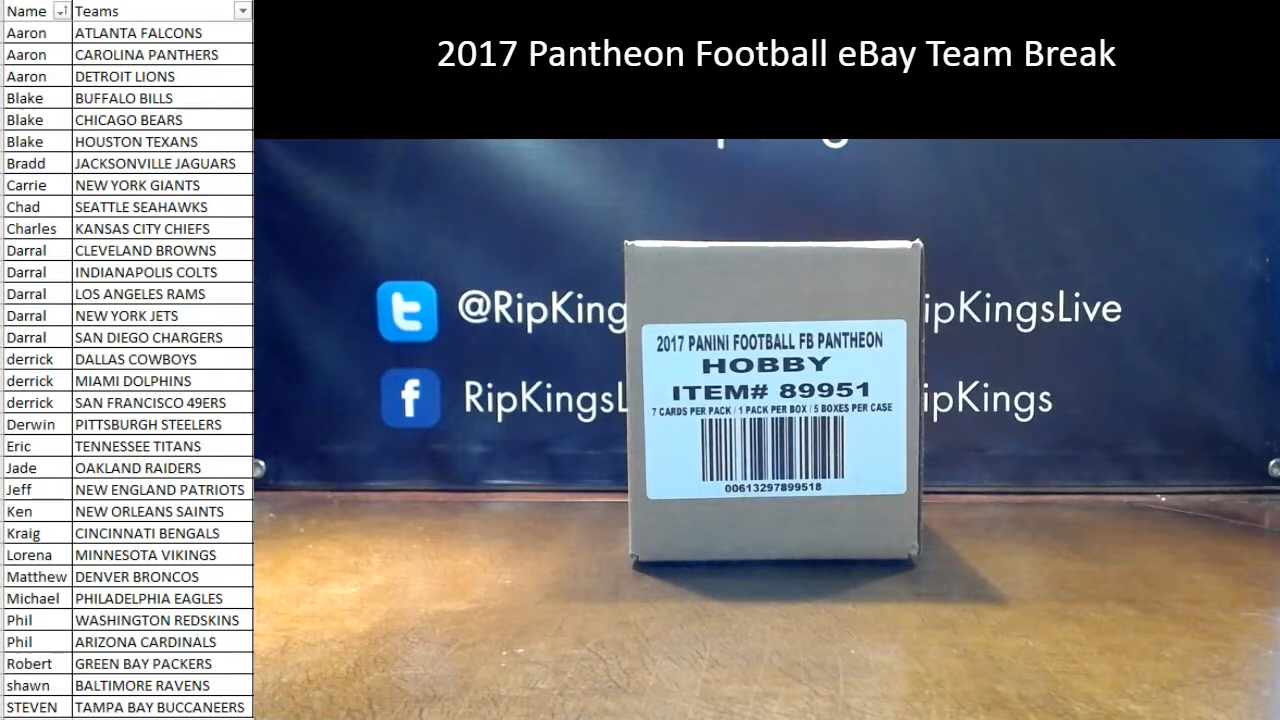 Name Teams
Aaron ATLANTA FALCONS
Aaron CAROLINA PANTHERS
Aaron DETROIT LIONS
Blake BUFFALO BILLS
Blake CHICAGO BEARS
Blake HOUSTON TEXANS
Bradd JACKSONVILLE JAGUARS
Carrie NEW YORK GIANTS
Chad SEATTLE SEAHAWKS
Charles KANSAS CITY CHIEFS
Darral CLEVELAND BROWNS
Darral INDIANAPOLIS COLTS
Darral LOS ANGELES RAMS
Darral NEW YORK JETS
Darral SAN DIEGO CHARGERS
derrick DALLAS COWBOYS
derrick MIAMI DOLPHINS
derrick SAN FRANCISCO 49ERS
Derwin PITTSBURGH STEELERS
Eric TENNESSEE TITANS
Jade OAKLAND RAIDERS
Jeff NEW ENGLAND PATRIOTS
Ken NEW ORLEANS SAINTS
Kraig CINCINNATI BENGALS
Lorena MINNESOTA VIKINGS
Matthew DENVER BRONCOS
Michael PHILADELPHIA EAGLES
Phil WASHINGTON REDSKINS
Phil ARIZONA CARDINALS
Robert GREEN BAY PACKERS
shawn BALTIMORE RAVENS
STEVEN TAMPA BAY BUCCANEERS
2017 Pantheon Football eBay Team Break
@RipKing
ipKingsLive
RipKingsL
ipKings
2017 PANINI FOOTBALL FB PANTHEON
HOBBY
ITEM# 89951
7 CARDS PER PACK / 1 PACK PER BOX / 5 BOXES PER CASE
00613297899518